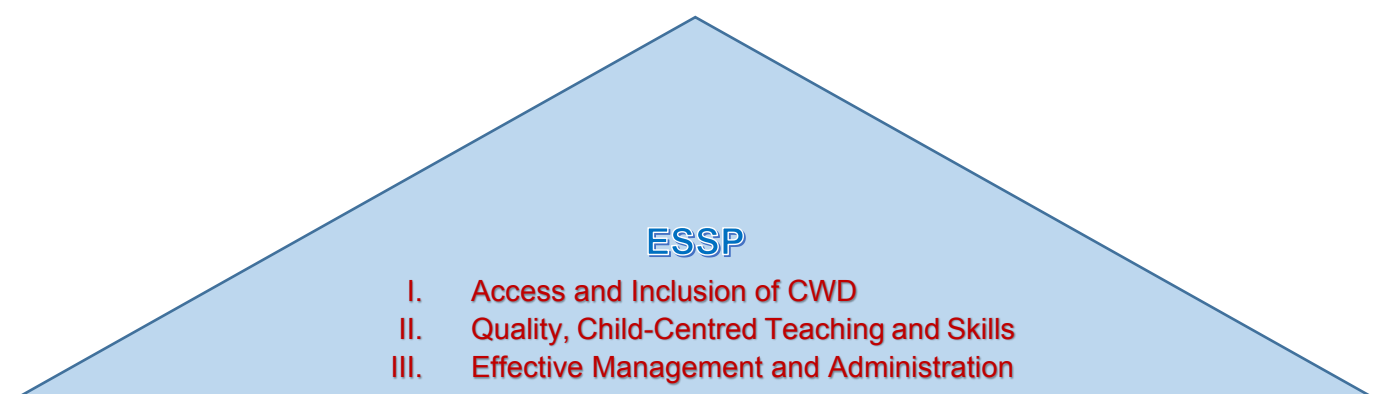 ESSP
I. Access and Inclusion of CWD
II. Quality, Child-Centred Teaching and Skills
III. Effective Management and Administration